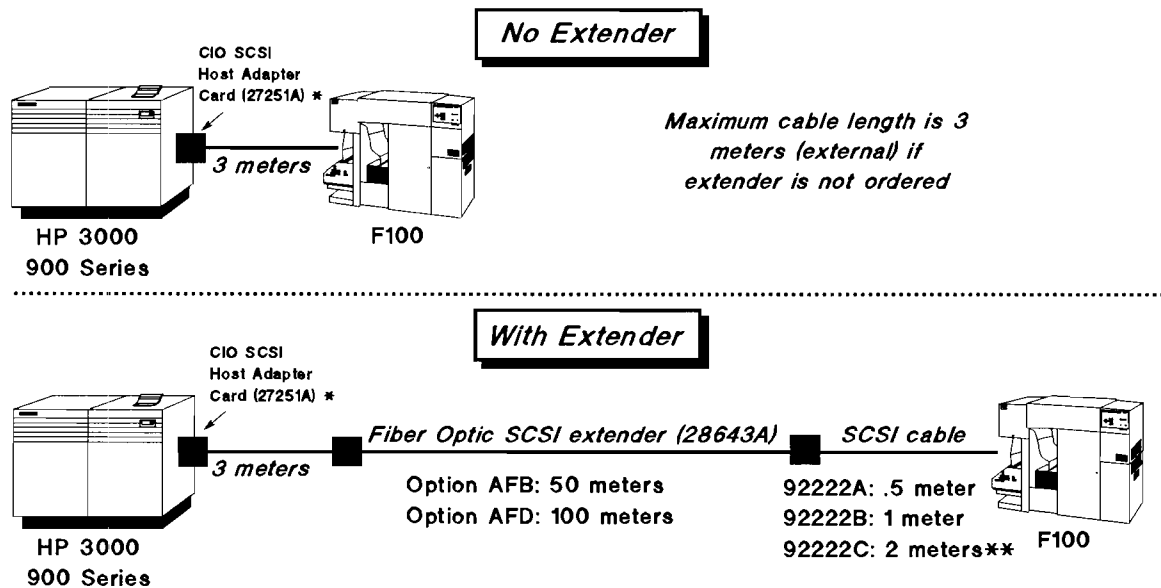 No Extender
CIO SCSI
Host Adapter
Card (27251A) *
3 meters
HP 3000
900 Series
F100
Maximum cable length is 3
meters (external) if
extender is not ordered
With Extender
CIO SCSI
Host Adapter
Card (27251A) *
3 meters
HP 3000
900 Series
Fiber Optic SCSI extender (28643A)
Option AFB: 50 meters
Option AFD: 100 meters
SCSI cable
92222A: .5 meter
92222B: 1 meter
92222C: 2 meters**
F100